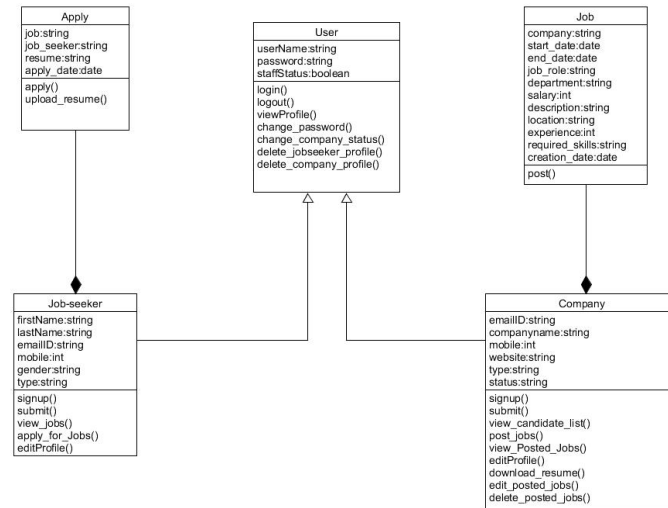 Apply
job:string
job_seeker:string
resume:string
apply_date:date
apply()
upload_resume()
User
userName:string
password:string
staffStatus:boolean
login()
logout()
viewProfile()
change_password()
change_company_status()
delete_jobseeker_profile()
delete_company_profile()
Job
company:string
start_date:date
end_date:date
job_role:string
department:string
salary:int
description:string
location:string
experience:int
required_skills:string
creation_date:date
post()
Job-seeker
firstName:string
lastName:string
emailID:string
mobile:int
gender:string
type:string
signup()
submit()
view_jobs()
apply_for_Jobs()
editProfile()
Company
emailID:string
companyname:string
mobile:int
website:string
type:string
status:string
signup()
submit()
view_candidate_list()
post_jobs()
view_Posted_Jobs()
editProfile()
download_resume()
edit_posted_jobs()
delete_posted_jobs()